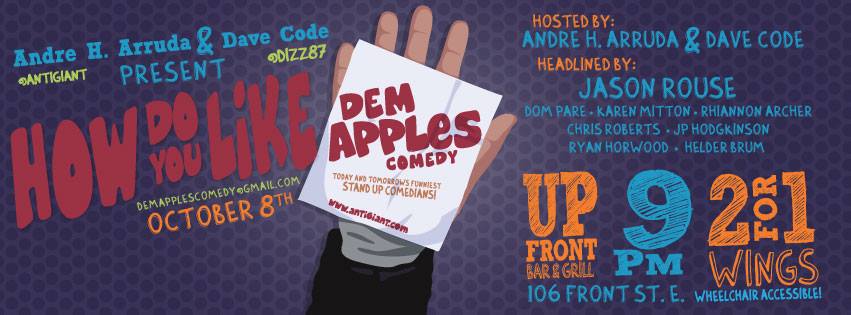 Andre H. Arruda & Dave Code
@ANTIGIANT
@DIZZ87
PRESENT
HOW DO YOU LiKE
DEMAPPLESCOMEDY@GMAIL.COM
OCTOBER 8TH
DEM
APPLeS
COMEDY
TODAY AND TOMORROWS FUNNIEST
STAND UP COMEDIANS!
www.antigiant.com
HOSTED BY:
ANDRE H. ARRUDA & DAVE CODE
HEADLINED BY:
JASON ROUSE
DOM PARE • KAREN MITTON • RHIANNON ARCHER
CHRIS ROBERTS • JP HODGKINSON
RYAN HORWOOD • HELDER BRUM
UP
FRONT
BAR & GRILL
9
PM
2 FOR 1
WINGS
106 FRONT ST. E.
WHEELCHAIR ACCESSIBLE!